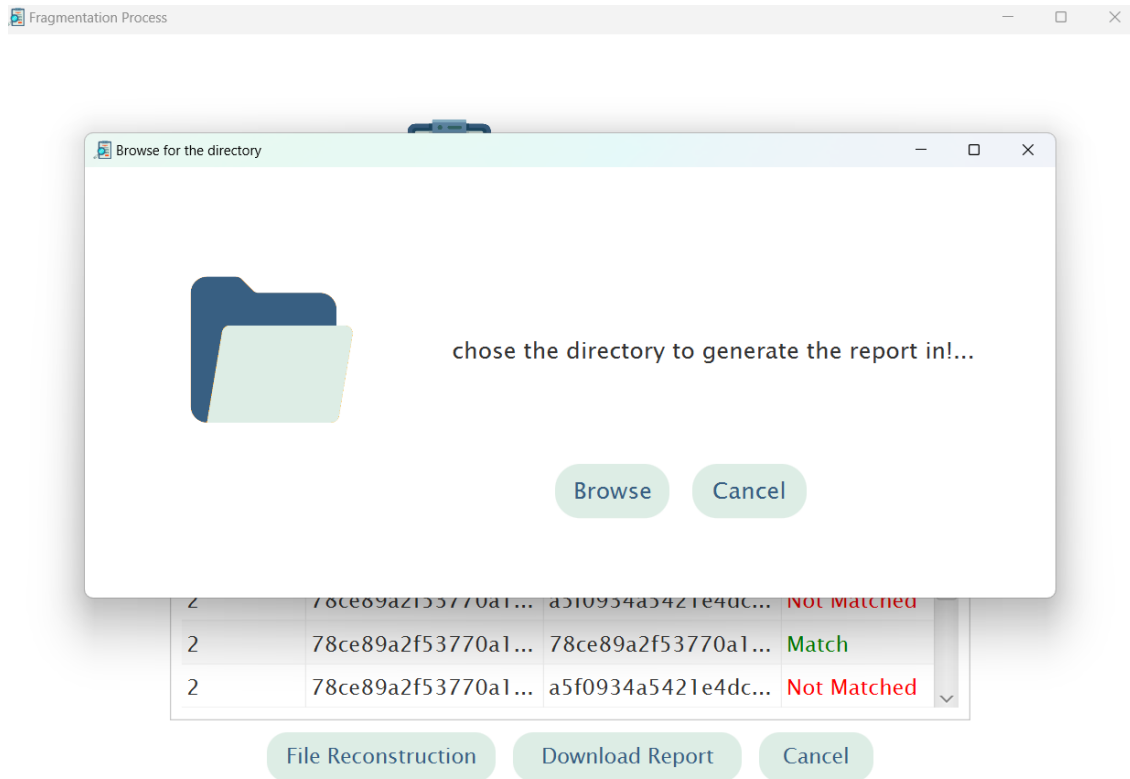 Fragmentation Process
Browse for the directory
chose the directory to generate the report in!...
Browse Cancel
2 78ce89a2f53770a1... a5f0934a5421e4dc... Not Matched
2 78ce89a2f53770a1... 78ce89a2f53770a1... Match
2 78ce89a2f53770a1... a5f0934a5421e4dc... Not Matched
File Reconstruction Download Report Cancel